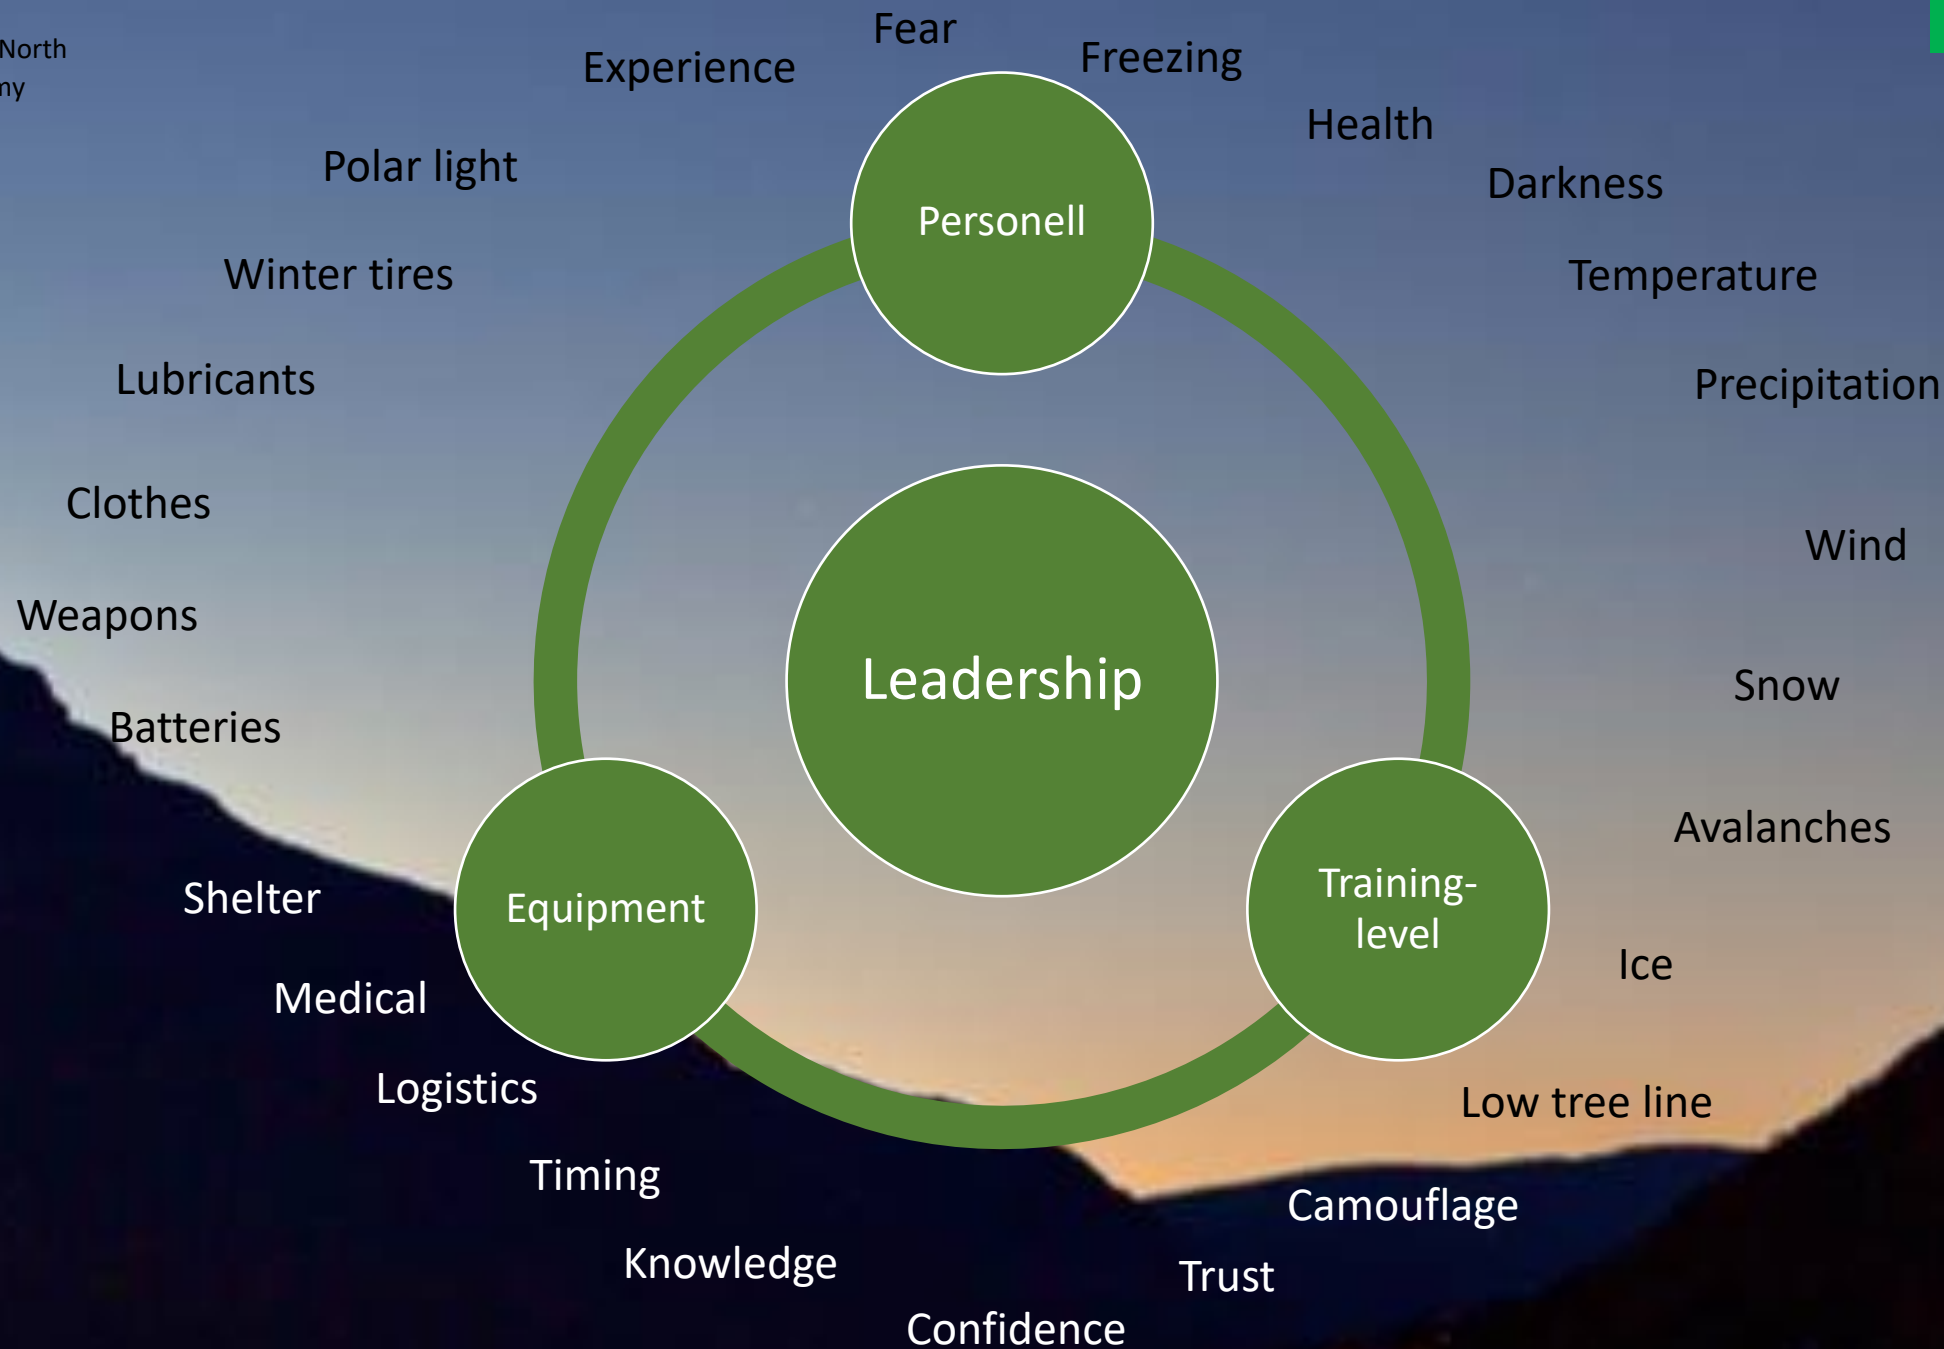 North
my
Fear
Experience
Freezing
Health
Polar light
Darkness
Personell
Winter tires
Temperature
Lubricants
Precipitation
Clothes
Wind
Weapons
Leadership
Snow
Batteries
Avalanches
Shelter
Equipment
Training-
level
Ice
Medical
Logistics
Low tree line
Timing
Camouflage
Knowledge
Trust
Confidence